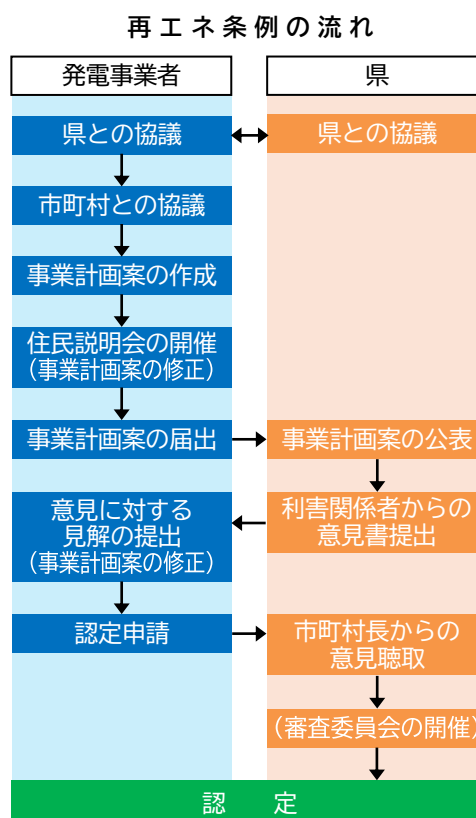 再エネ条例の流れ
発電事業者
県
県との協議
県との協議
市町村との協議
事業計画案の作成
住民説明会の開催
(事業計画案の修正)
事業計画案の届出
事業計画案の公表
利害関係者からの
意見書提出
意見に対する
見解の提出
(事業計画案の修正)
認定申請
市町村長からの
意見聴取
(審査委員会の開催)
認　定